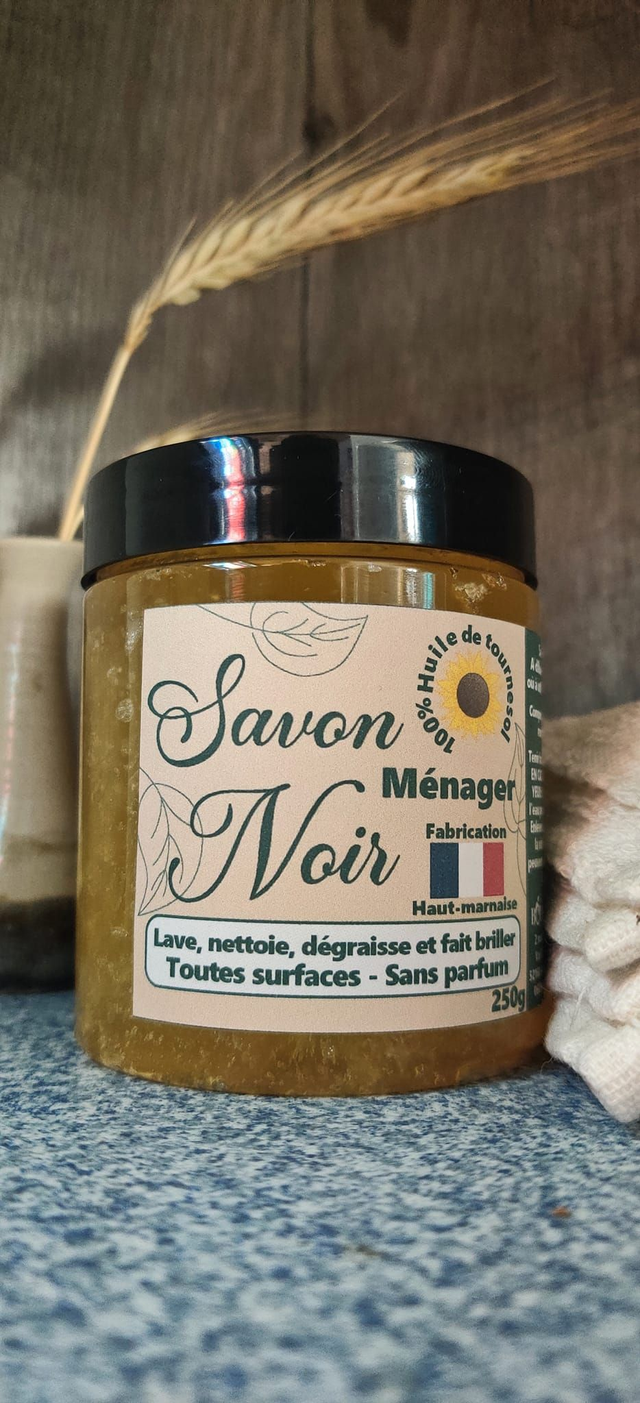 Savon
Noir
100% Huile de tournesol
Ménager
Fabrication
Haut-marnaise
Lave, nettoie, dégraisse et fait briller
Toutes surfaces - Sans parfum
250g